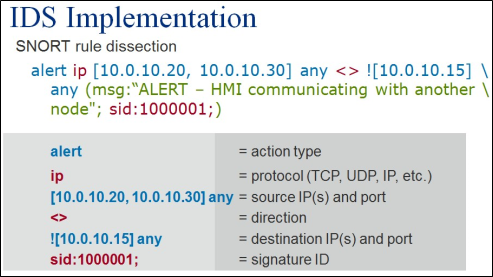 IDS Implementation
SNORT rule dissection
alert ip [10.0.10.20, 10.0.10.30] any <> ![10.0.10.15] \
any (msg:“ALERT – HMI communicating with another \
node"; sid:1000001;)
alert = action type
ip = protocol (TCP, UDP, IP, etc.)
[10.0.10.20, 10.0.10.30] any = source IP(s) and port
<> = direction
![10.0.10.15] any = destination IP(s) and port
sid:1000001; = signature ID